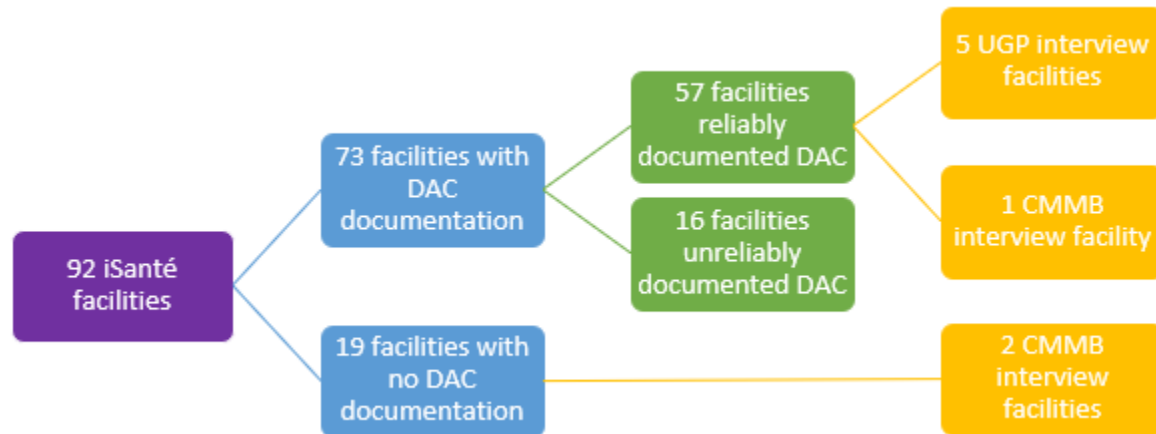 92 iSanté
facilities
73 facilities with
DAC
documentation
19 facilities with
no DAC
documentation
57 facilities
reliably
documented DAC
16 facilities
unreliably
documented DAC
5 UGP interview
facilities
1 CMMB
interview facility
2 CMMB
interview
facilities